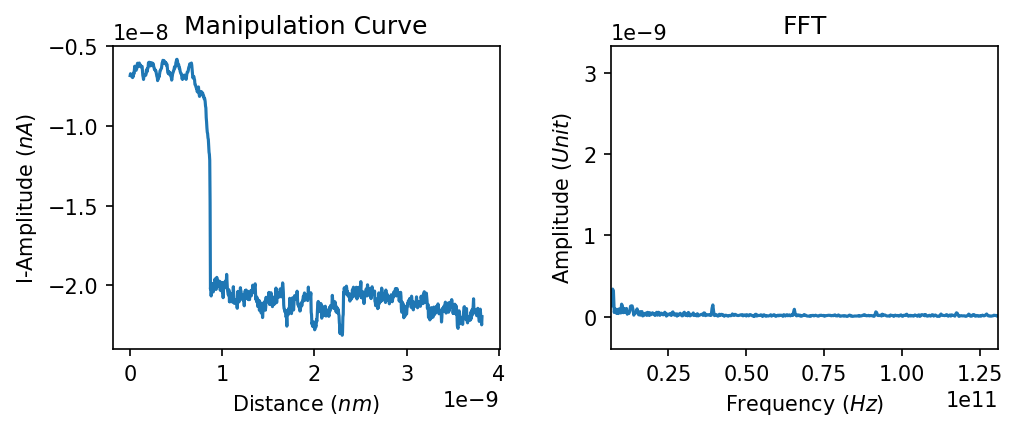 Manipulation Curve
1e−8
−0.5
−1.0
−1.5
−2.0
I-Amplitude (nA)
0
1
2
3
4
1e−9
Distance (nm)
FFT
1e−9
3
2
1
0
Amplitude (Unit)
0.25
0.50
0.75
1.00
1.25
1e11
Frequency (Hz)